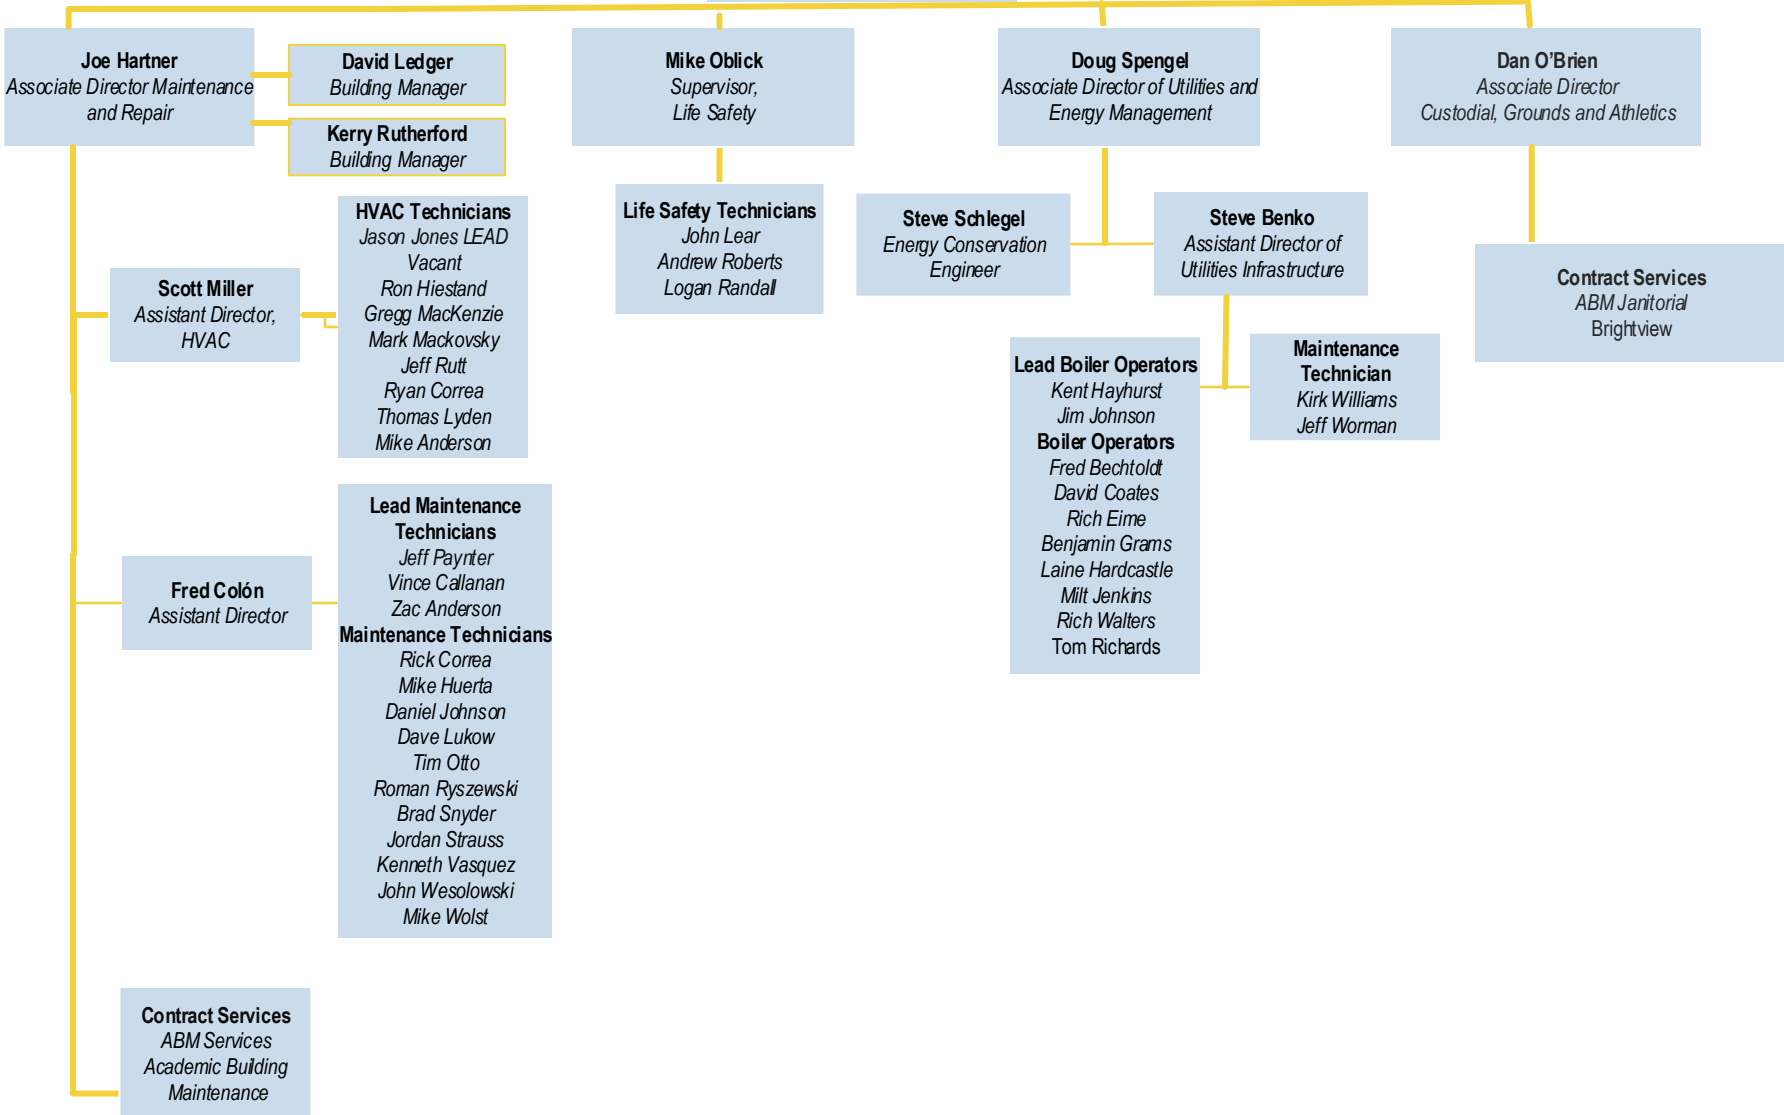 Joe Hartner
Associate Director Maintenance
and Repair
David Ledger
Building Manager
Kerry Rutherford
Building Manager
Mike Oblick
Supervisor,
Life Safety
Doug Spengel
Associate Director of Utilities and
Energy Management
Dan O'Brien
Associate Director
Custodial, Grounds and Athletics
Scott Miller
Assistant Director,
HVAC
HVAC Technicians
Jason Jones LEAD
Vacant
Ron Hiestand
Gregg MacKenzie
Mark Mackovsky
Jeff Rutt
Ryan Correa
Thomas Lyden
Mike Anderson
Life Safety Technicians
John Lear
Andrew Roberts
Logan Randall
Steve Schlegel
Energy Conservation
Engineer
Steve Benko
Assistant Director of
Utilities Infrastructure
Contract Services
ABM Janitorial
Brightview
Lead Boiler Operators
Kent Hayhurst
Jim Johnson
Boiler Operators
Fred Bechtoldt
David Coates
Rich Eime
Benjamin Grams
Laine Hardcastle
Milt Jenkins
Rich Walters
Tom Richards
Maintenance
Technician
Kirk Williams
Jeff Worman
Fred Colón
Assistant Director
Lead Maintenance
Technicians
Jeff Paynter
Vince Callanan
Zac Anderson
Maintenance Technicians
Rick Correa
Mike Huerta
Daniel Johnson
Dave Lukow
Tim Otto
Roman Ryszewski
Brad Snyder
Jordan Strauss
Kenneth Vasquez
John Wesolowski
Mike Wolst
Contract Services
ABM Services
Academic Building
Maintenance